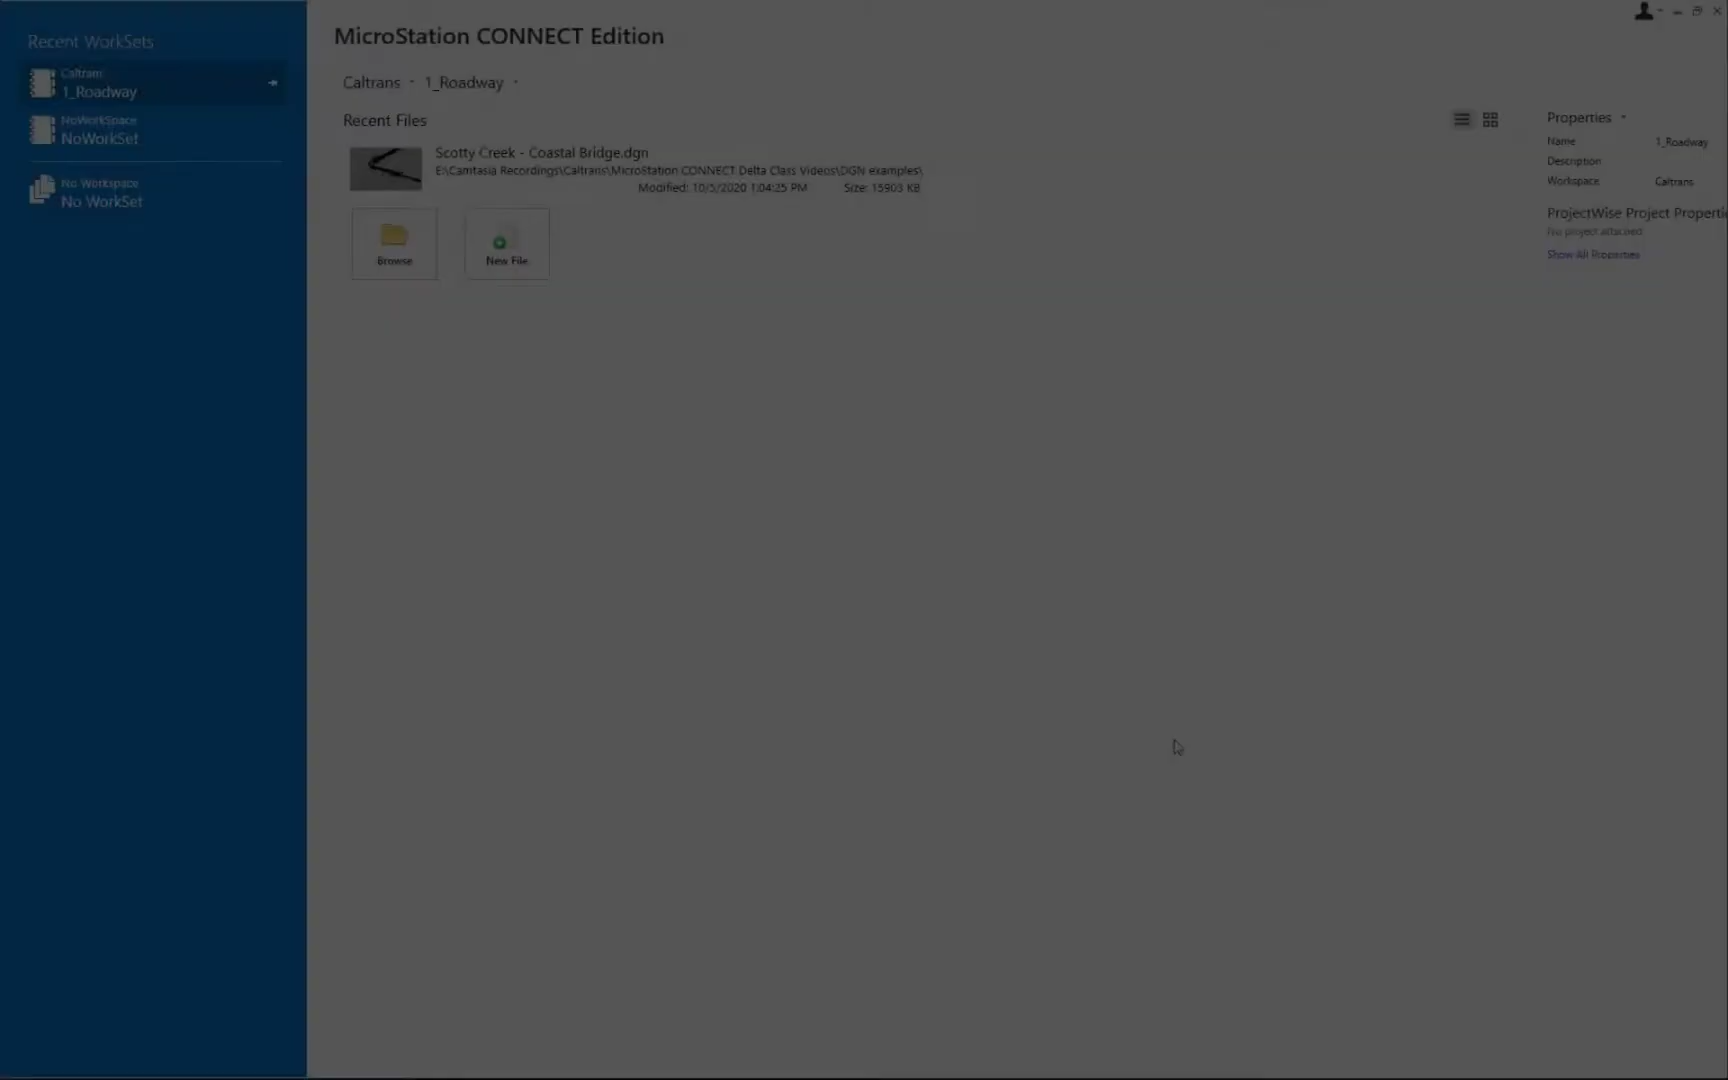 Recent WorkSets
Caltrans
1_Roadway
NoWorkSpace
NoWorkSet
No Workspace
No WorkSet
MicroStation CONNECT Edition
Caltrans 1_Roadway
Recent Files
Scotty Creek - Coastal Bridge.dgn
E:\Camtasia Recordings\Caltrans\MicroStation CONNECT Delta Class Videos\DGN examples\
Modified: 10/5/2020 1:04:25 PM Size: 15903 KB
Browse
New File
Properties
Name 1_Roadway
Description
Workspace Caltrans
ProjectWise Project Properti
No project attached
Show All Properties